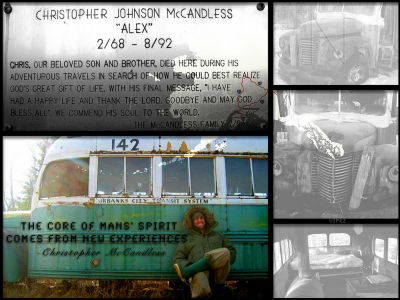 CHRISTOPHER JOHNSON McCANDLESS
"ALEX"
2/68 - 8/92
CHRIS, OUR BELOVED SON AND BROTHER, DIED HERE DURING HIS
ADVENTUROUS TRAVELS IN SEARCH OF HOW HE COULD BEST REALIZE
GOD'S GREAT GIFT OF LIFE. WITH HIS FINAL MESSAGE, "I HAVE
HAD A HAPPY LIFE AND THANK THE LORD. GOODBYE AND MAY GOD
BLESS ALL", WE COMMEND HIS SOUL TO THE WORLD.
THE McCANDLESS FAMILY
142
IRBANKS CITY TRANSIT SYSTEM
THE CORE OF MANS' SPIRIT
COMES FROM NEW EXPERIENCES.
-Christopher McCandless